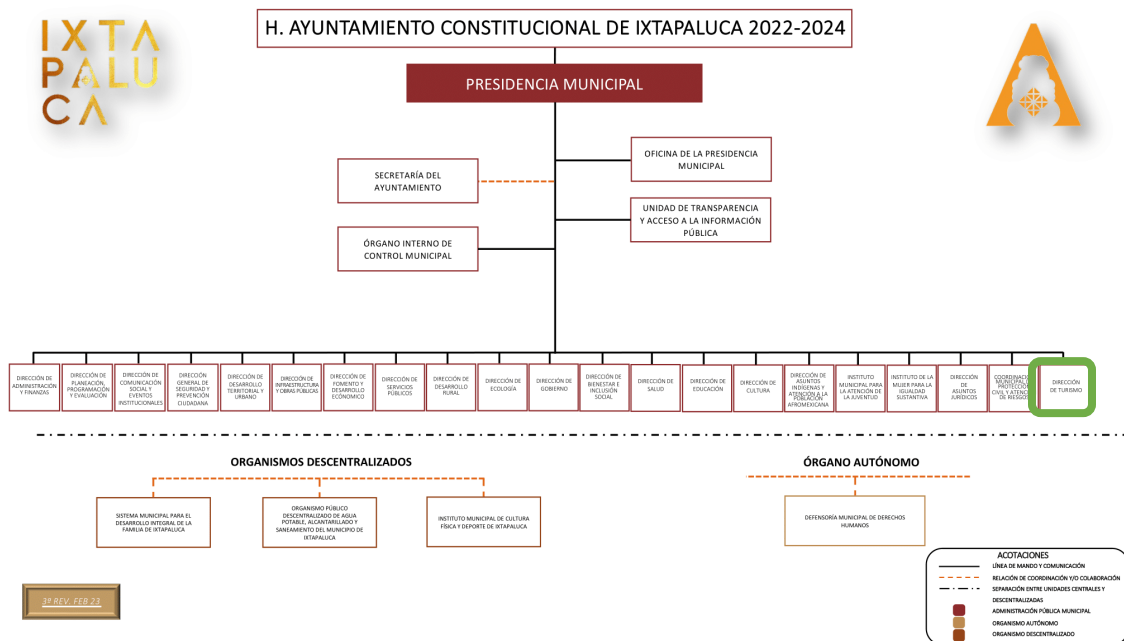 IXTA
PALU
CA
H. AYUNTAMIENTO CONSTITUCIONAL DE IXTAPALUCA 2022-2024
PRESIDENCIA MUNICIPAL
OFICINA DE LA PRESIDENCIA
MUNICIPAL
SECRETARÍA DEL
AYUNTAMIENTO
UNIDAD DE TRANSPARENCIA
Y ACCESO A LA INFORMACIÓN
PÚBLICA
ÓRGANO INTERNO DE
CONTROL MUNICIPAL
DIRECCIÓN DE
ADMINISTRACIÓN
Y FINANZAS
DIRECCIÓN DE
PLANEACIÓN,
PROGRAMACIÓN
Y EVALUACIÓN
DIRECCIÓN DE
COMUNICACIÓN
SOCIAL Y
EVENTOS
INSTITUCIONALES
DIRECCIÓN
GENERAL DE
SEGURIDAD Y
PREVENCIÓN
CIUDADANA
DIRECCIÓN DE
DESARROLLO
TERRITORIAL Y
URBANO
DIRECCIÓN DE
INFRAESTRUCTURA
Y OBRAS PÚBLICAS
DIRECCIÓN DE
FOMENTO Y
DESARROLLO
ECONÓMICO
DIRECCIÓN DE
SERVICIOS
PÚBLICOS
DIRECCIÓN DE
DESARROLLO
RURAL
DIRECCIÓN DE
ECOLOGÍA
DIRECCIÓN DE
GOBIERNO
DIRECCIÓN DE
BIENESTAR E
INCLUSIÓN
SOCIAL
DIRECCIÓN DE
SALUD
DIRECCIÓN DE
EDUCACIÓN
DIRECCIÓN DE
CULTURA
DIRECCIÓN DE
ASUNTOS
INDÍGENAS Y
ATENCIÓN A LA
POBLACIÓN
AFROMEXICANA
INSTITUTO
MUNICIPAL PARA
LA ATENCIÓN DE
LA JUVENTUD
INSTITUTO DE LA
MUJER PARA LA
IGUALDAD
SUSTANTIVA
DIRECCIÓN
DE
ASUNTOS
JURÍDICOS
MUNICIPAL
CIVIL Y
DE RIESGOS
DIRECCIÓN
DE TURISMO
ORGANISMOS DESCENTRALIZADOS
SISTEMA MUNICIPAL PARA EL
DESARROLLO INTEGRAL DE LA
FAMILIA DE IXTAPALUCA
ORGANISMO PÚBLICO
DESCENTRALIZADO DE AGUA
POTABLE, ALCANTARILLADO Y
SANEAMIENTO DEL MUNICIPIO DE
IXTAPALUCA
INSTITUTO MUNICIPAL DE CULTURA
FÍSICA Y DEPORTE DE IXTAPALUCA
ÓRGANO AUTÓNOMO
DEFENSORÍA MUNICIPAL DE DERECHOS
HUMANOS
ACOTACIONES
LÍNEA DE MANDO Y COMUNICACIÓN
RELACIÓN DE COORDINACIÓN Y/O COLABORACIÓN
SEPARACIÓN ENTRE UNIDADES CENTRALES Y
DESCENTRALIZADAS
ADMINISTRACIÓN PÚBLICA MUNICIPAL
ORGANISMO AUTÓNOMO
ORGANISMO DESCENTRALIZADO
3ª REV. FEB 23